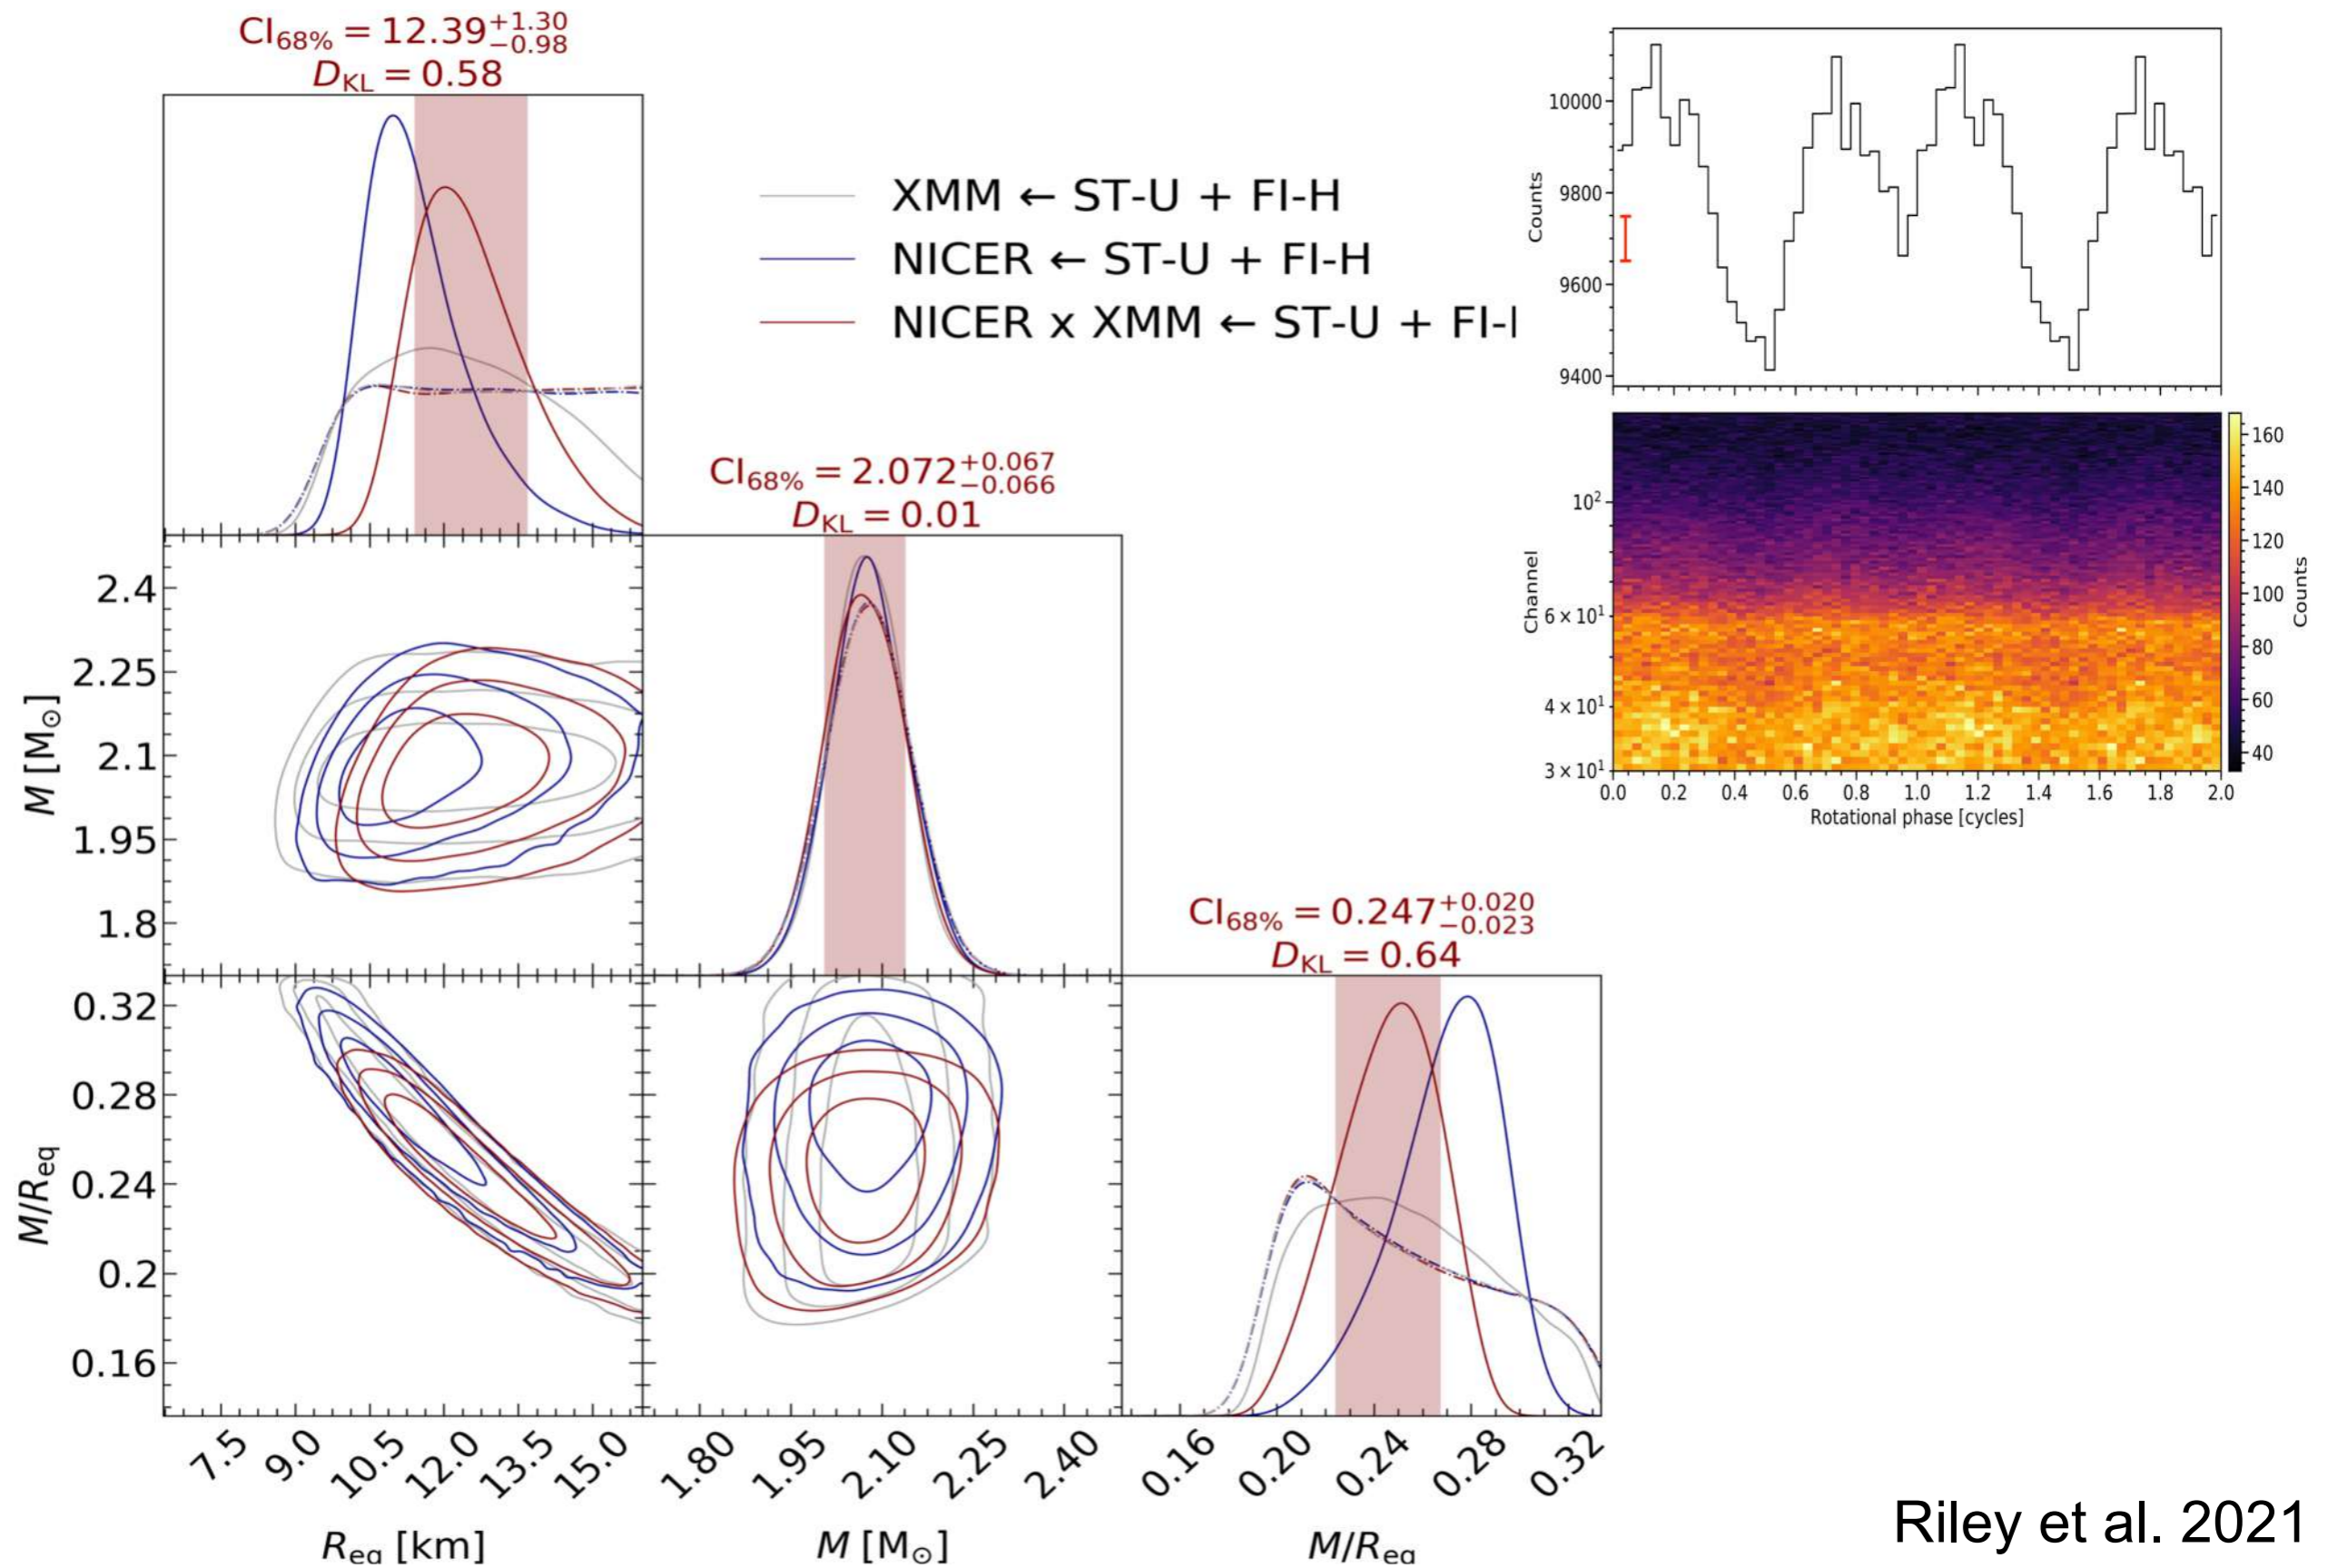 CI68% = 12.39 +1.30 −0.98
DKL = 0.58
XMM ← ST-U + FI-H
NICER ← ST-U + FI-H
NICER x XMM ← ST-U + FI-
CI68% = 2.072 +0.067 −0.066
DKL = 0.01
CI68% = 0.247 +0.020 −0.023
DKL = 0.64
M [M⊙]
2.4
2.25
2.1
1.95
1.8
M/Req
0.32
0.28
0.24
0.2
0.16
7.5 9.0 10.5 12.0 13.5 15.0
1.80 1.95 2.10 2.25 2.40
0.16 0.20 0.24 0.28 0.32
Req [km]
M [M⊙]
M/Req
Counts
10000
9800
9600
9400
Channel
10²
6 × 10¹
4 × 10¹
3 × 10¹
0.0 0.2 0.4 0.6 0.8 1.0 1.2 1.4 1.6 1.8 2.0
Rotational phase [cycles]
160
140
120
100
80
60
40
Counts
Riley et al. 2021